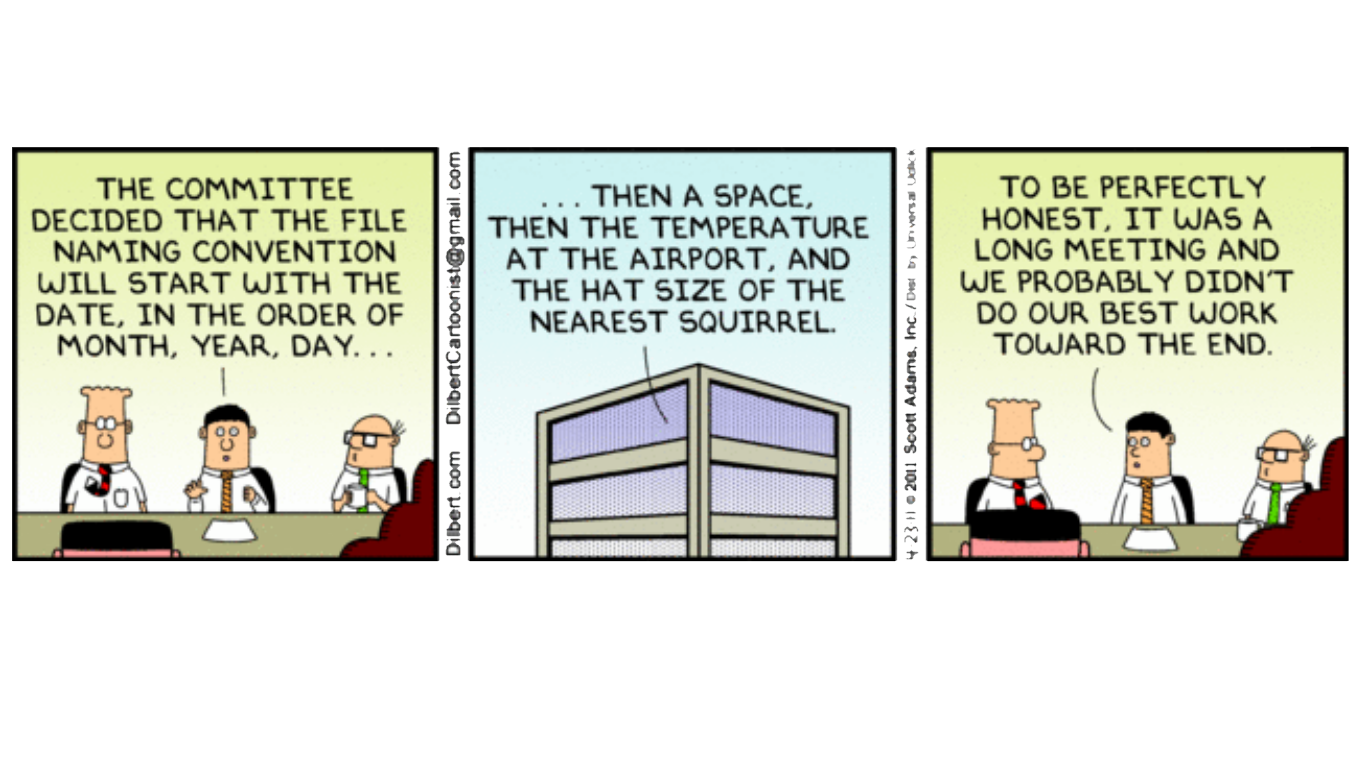 THE COMMITTEE
DECIDED THAT THE FILE
NAMING CONVENTION
WILL START WITH THE
DATE, IN THE ORDER OF
MONTH, YEAR, DAY...
DilbertCartoonist@gmail.com
Dilbert.com
... THEN A SPACE,
THEN THE TEMPERATURE
AT THE AIRPORT, AND
THE HAT SIZE OF THE
NEAREST SQUIRREL.
4 23 11 © 2011 Scott Adams, Inc. / Dist. by Universal Uclick
TO BE PERFECTLY
HONEST, IT WAS A
LONG MEETING AND
WE PROBABLY DIDN'T
DO OUR BEST WORK
TOWARD THE END.